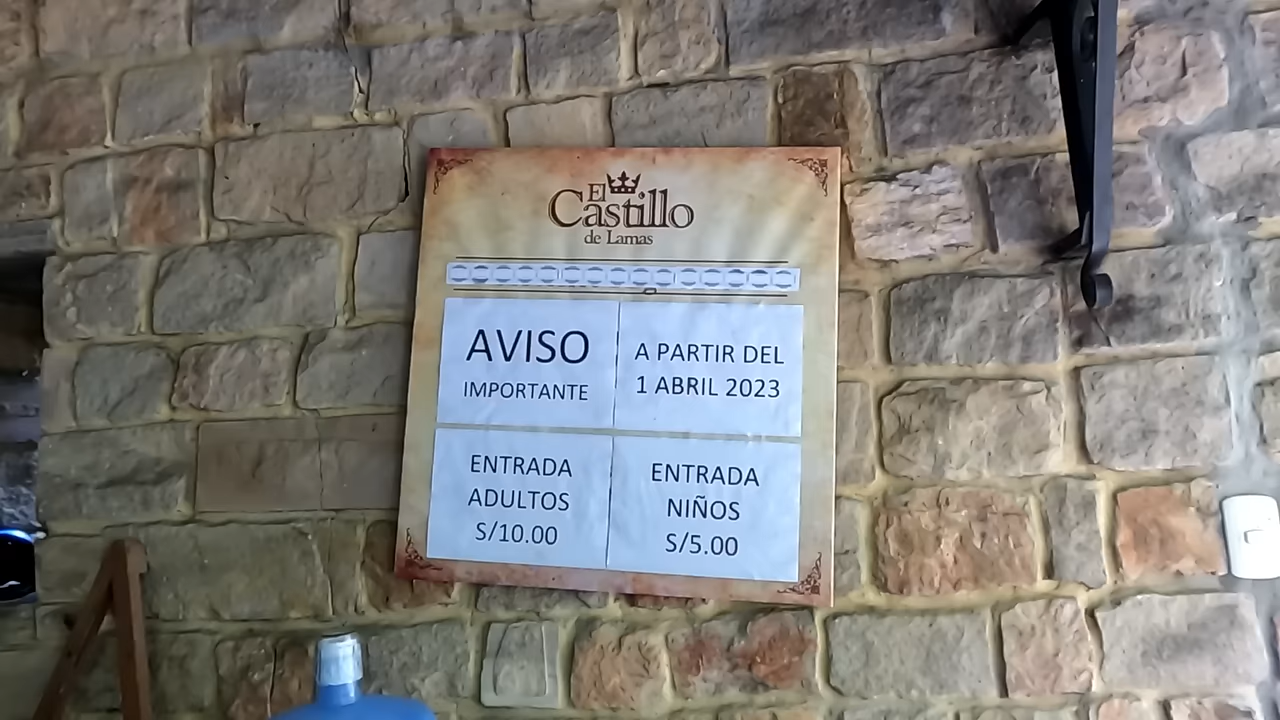 El
Castillo
de Lamas
AVISO
IMPORTANTE
A PARTIR DEL
1 ABRIL 2023
ENTRADA
ADULTOS
S/10.00
ENTRADA
NIÑOS
S/5.00